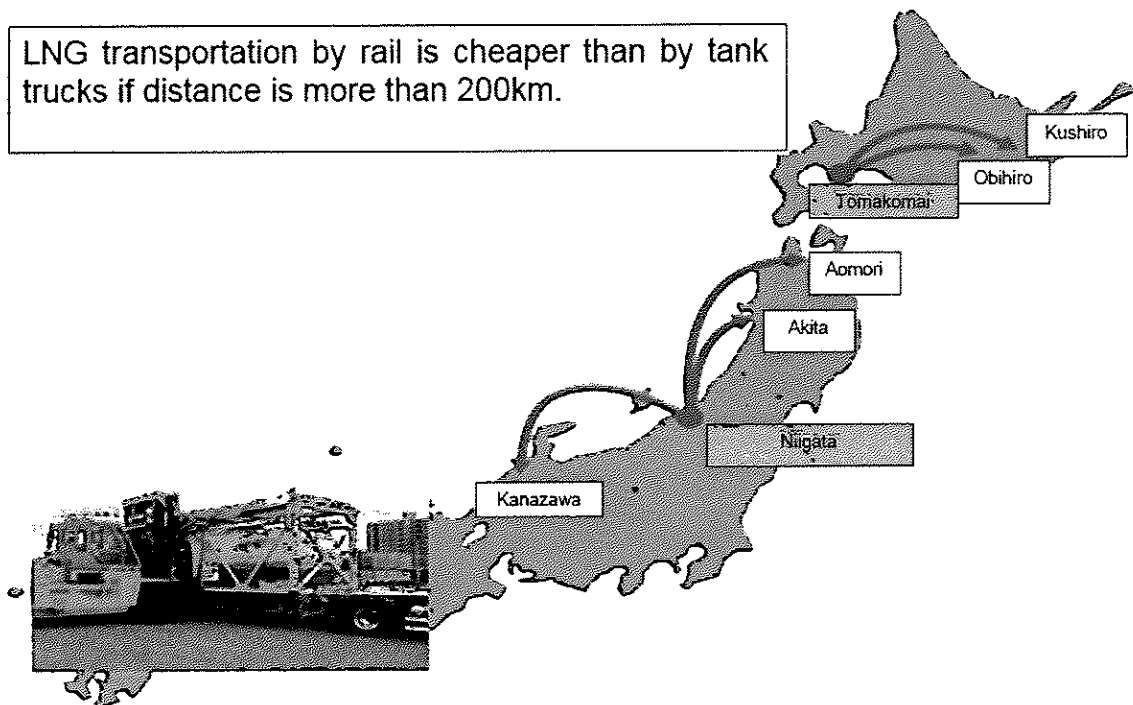 LNG transportation by rail is cheaper than by tank
trucks if distance is more than 200km.
Kushiro
Obihiro
Tomakomai
Aomori
Akita
Niigata
Kanazawa